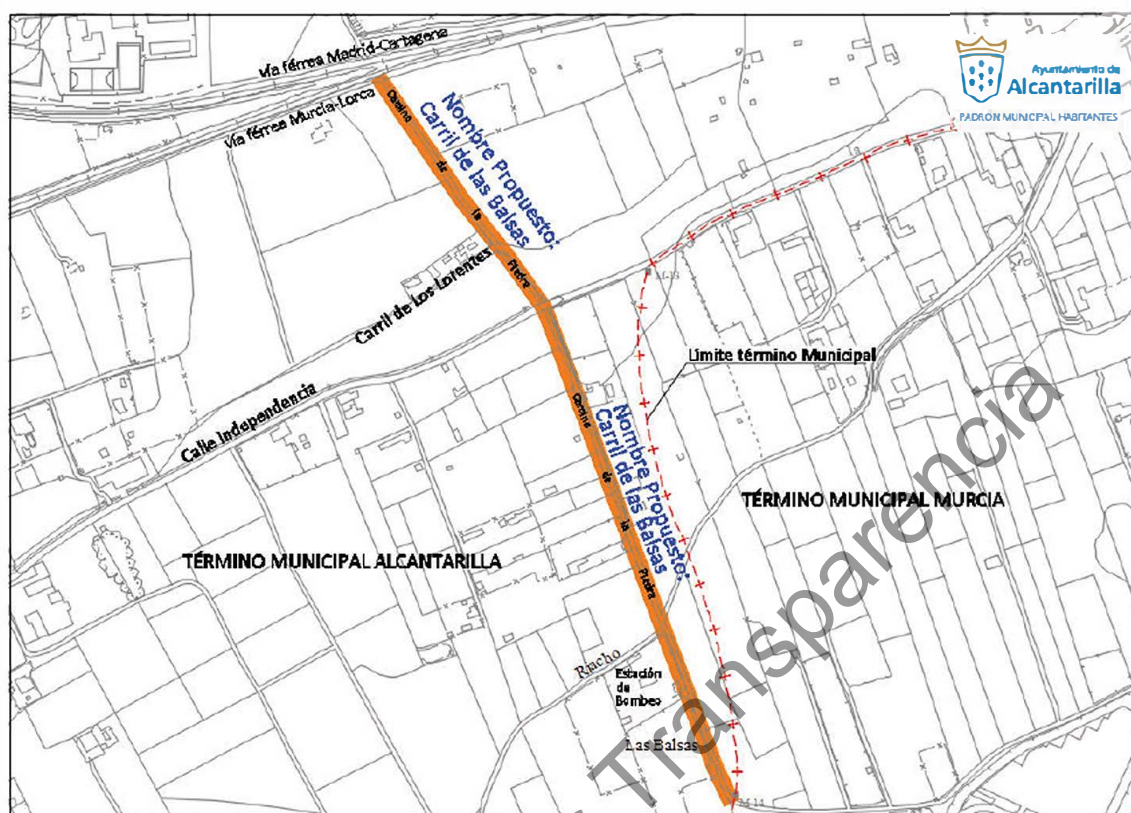 vía férrea Madrid-Cartagena
vía férrea Murcia-Lorca
Ayuntamiento de
Alcantarilla
PADRÓN MUNICIPAL HABITANTES
Nombre Propuesto:
Carril de las Balsas
Camino de la Piedra
Carril de Los Lorentes
Calle Independencia
Límite término Municipal
Nombre Propuesto:
Carril de las Balsas
Camino de la Piedra
TÉRMINO MUNICIPAL MURCIA
TÉRMINO MUNICIPAL ALCANTARILLA
Riacho
Estación
de
Bombeo
Las Balsas
M-14
Transparencia